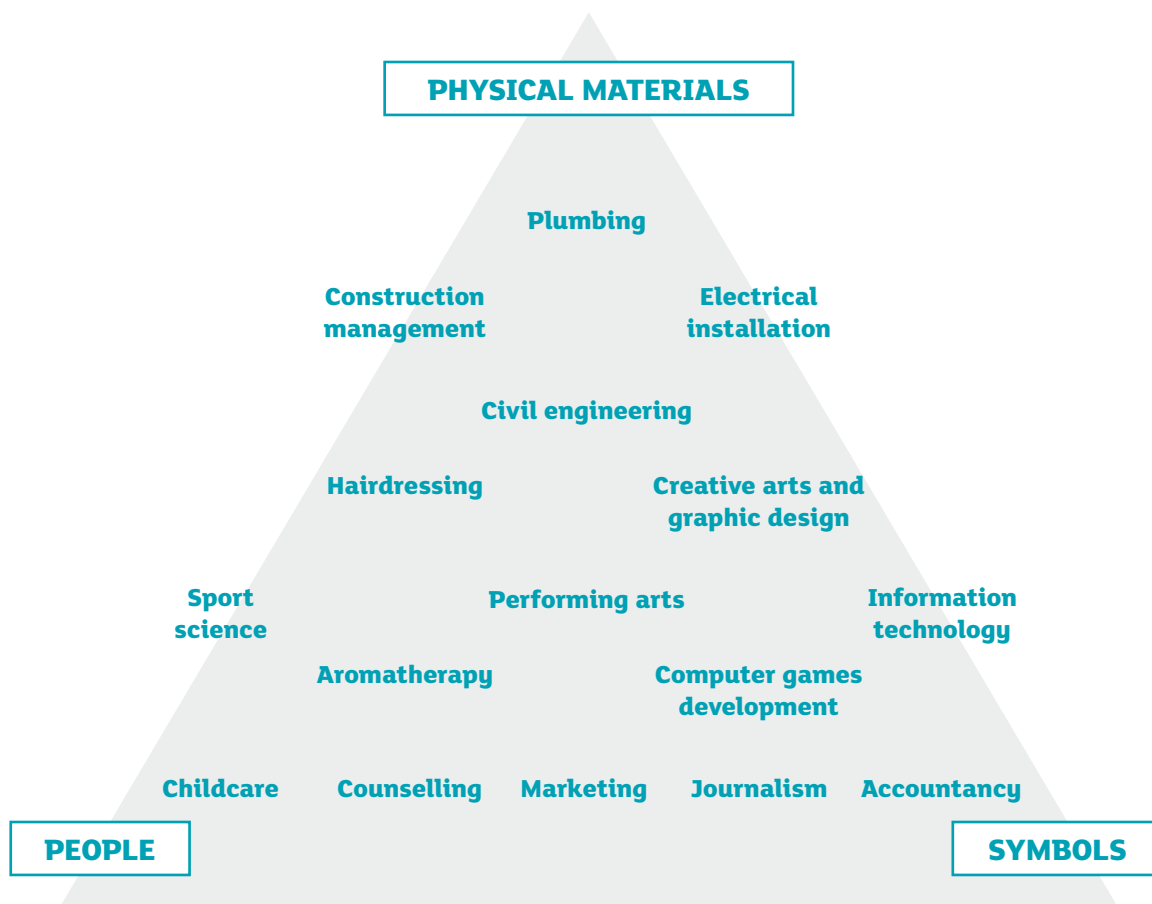 PHYSICAL MATERIALS
Plumbing
Construction
management
Electrical
installation
Civil engineering
Hairdressing
Creative arts and
graphic design
Sport
science
Performing arts
Information
technology
Aromatherapy
Computer games
development
Childcare
Counselling
Marketing
Journalism
Accountancy
PEOPLE
SYMBOLS